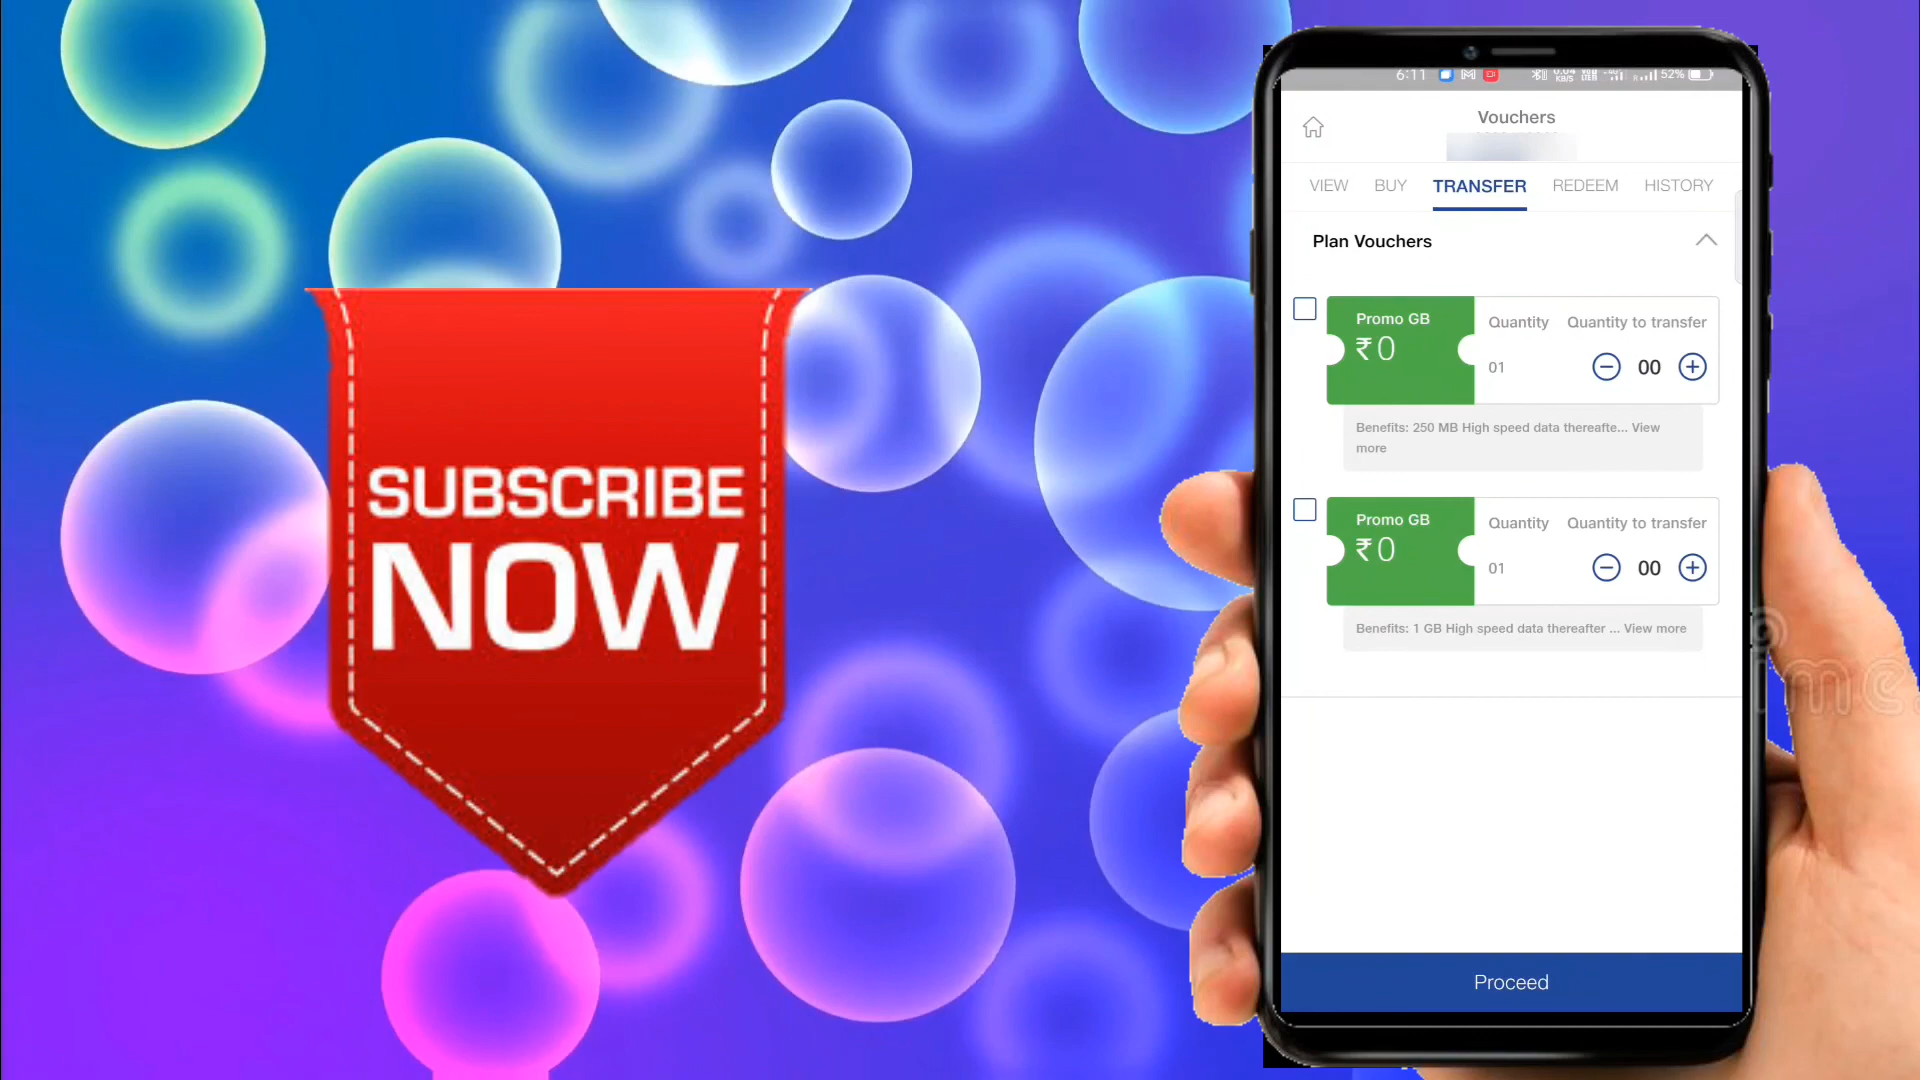 SUBSCRIBE
NOW
6:11 52%
Vouchers
VIEW BUY TRANSFER REDEEM HISTORY
Plan Vouchers
Promo GB Quantity Quantity to transfer
₹0 01 00
Benefits: 250 MB High speed data thereafte... View
more
Promo GB Quantity Quantity to transfer
₹0 01 00
Benefits: 1 GB High speed data thereafter ... View more
Proceed